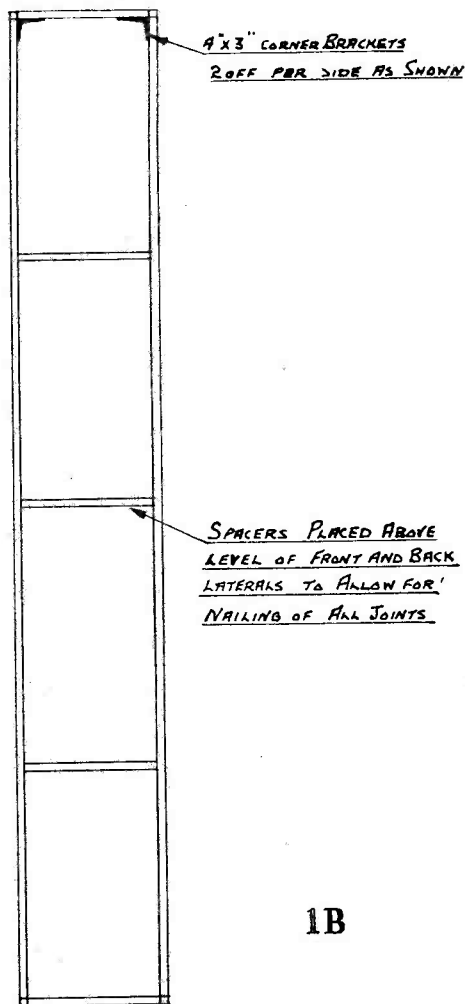 4"x3" CORNER BRACKETS
2 OFF PER SIDE AS SHOWN
SPACERS PLACED ABOVE
LEVEL OF FRONT AND BACK
LATERALS TO ALLOW FOR
NAILING OF ALL JOINTS
1B